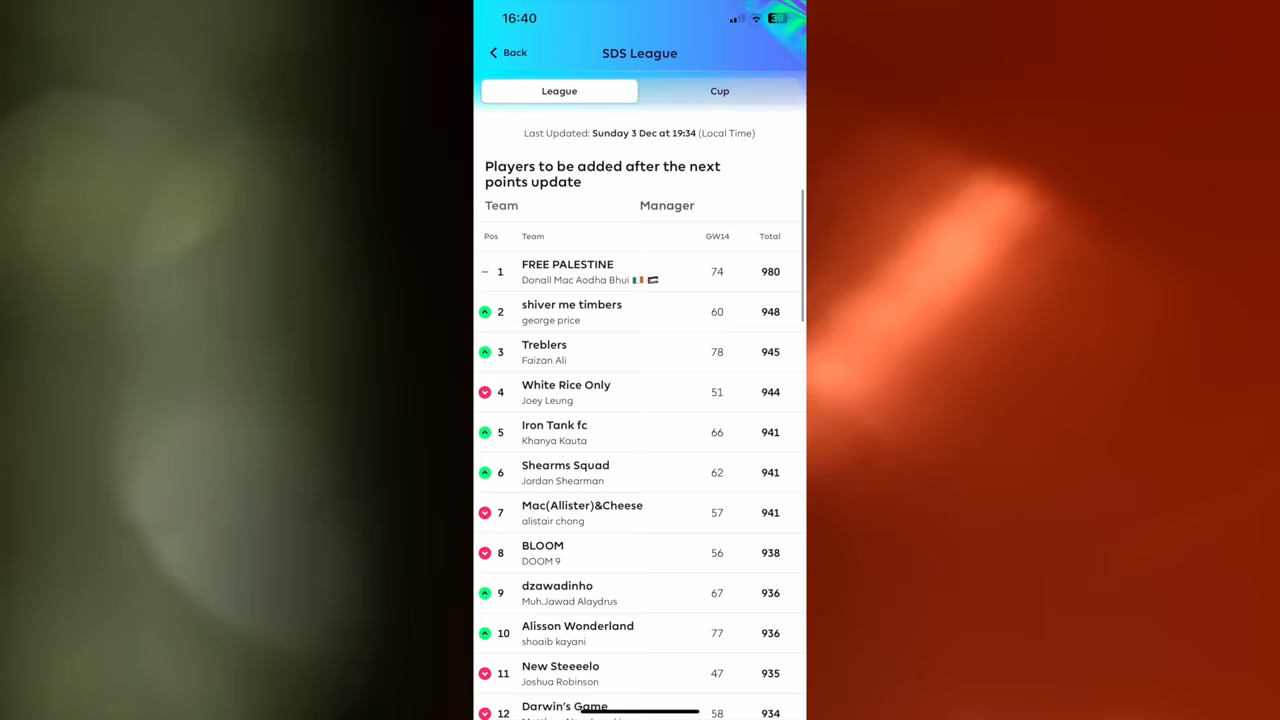 16:40
39
Back
SDS League
League
Cup
Last Updated: Sunday 3 Dec at 19:34 (Local Time)
Players to be added after the next
points update
Team Manager
Pos Team GW14 Total
1 FREE PALESTINE 74 980
Donall Mac Aodha Bhui 🇮🇪 🇵🇸
2 shiver me timbers 60 948
george price
3 Treblers 78 945
Faizan Ali
4 White Rice Only 51 944
Joey Leung
5 Iron Tank fc 66 941
Khanya Kauta
6 Shearms Squad 62 941
Jordan Shearman
7 Mac(Allister)&Cheese 57 941
alistair chong
8 BLOOM 56 938
DOOM 9
9 dzawadinho 67 936
Muh.Jawad Alaydrus
10 Alisson Wonderland 77 936
shoaib kayani
11 New Steeeelo 47 935
Joshua Robinson
12 Darwin's Game 58 934